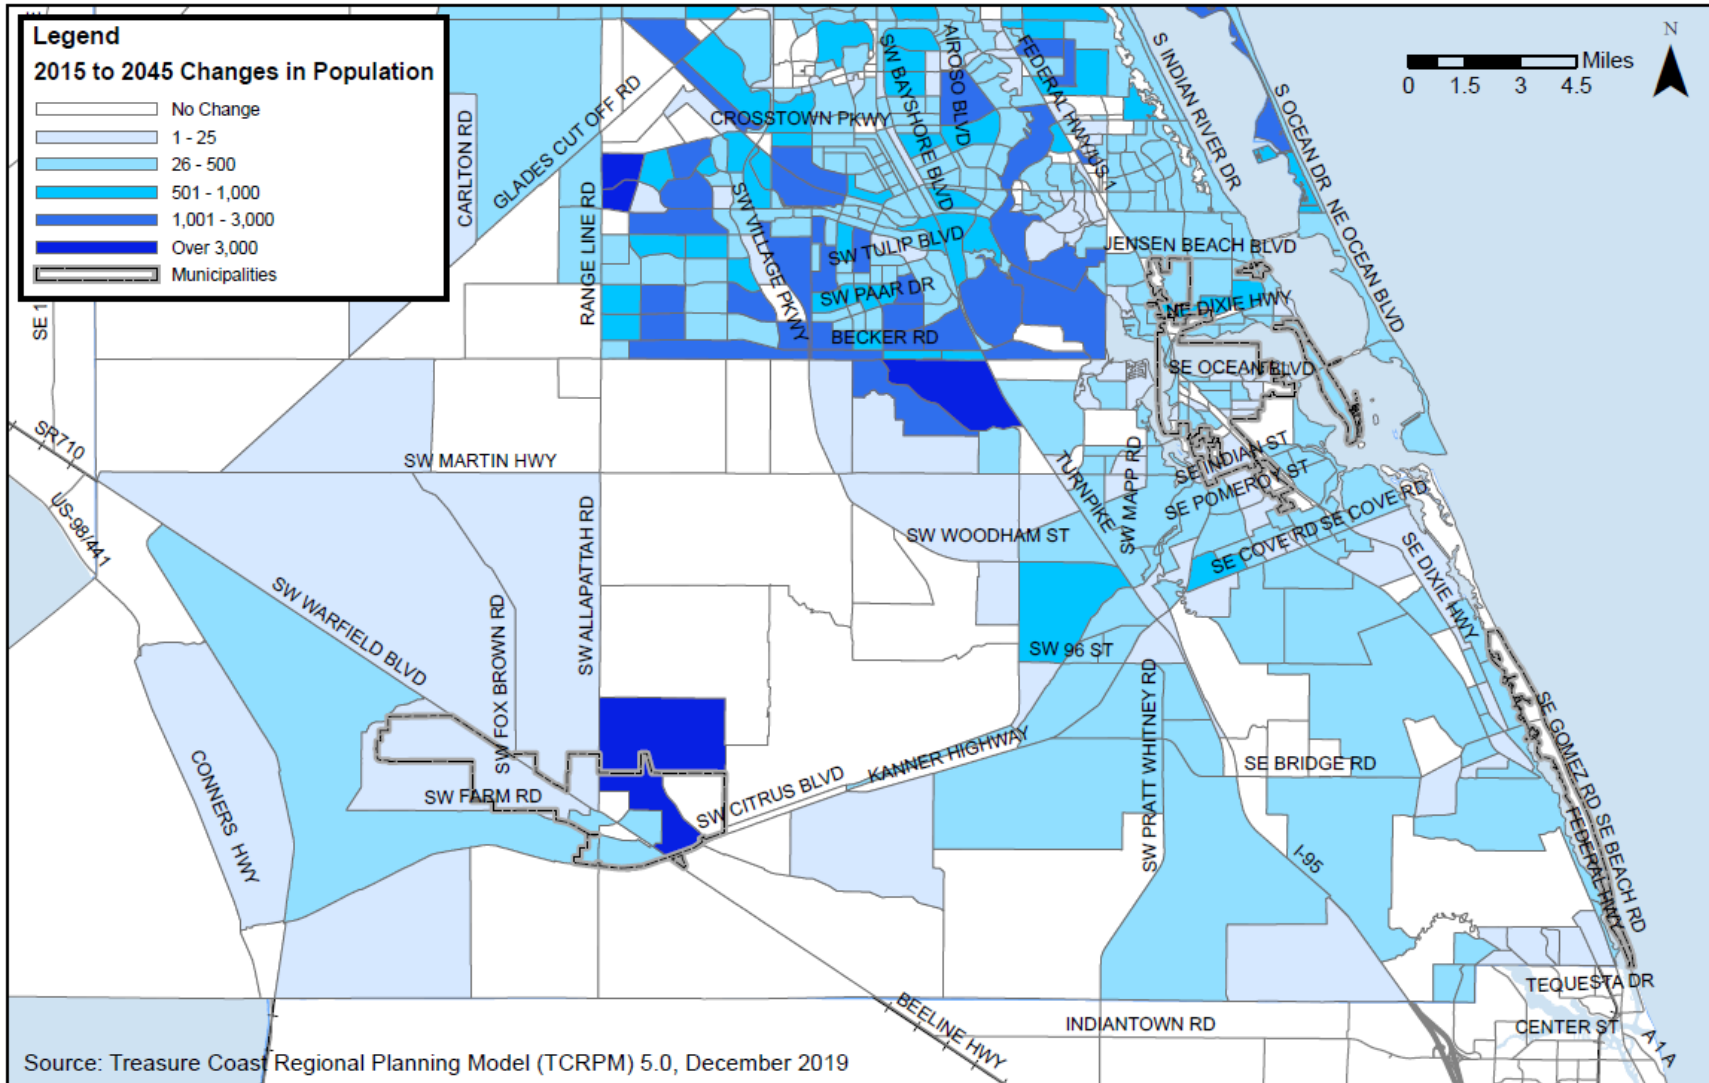 Legend
2015 to 2045 Changes in Population
No Change
1 - 25
26 - 500
501 - 1,000
1,001 - 3,000
Over 3,000
Municipalities
N
Miles
0 1.5 3 4.5
SE 1
CARLTON RD
GLADES CUT OFF RD
RANGE LINE RD
CROSSTOWN PKWY
SW BAYSHORE BLVD
AIROSO BLVD
FEDERAL HWY/US 1
S INDIAN RIVER DR
S OCEAN DR
NE OCEAN BLVD
SW VILLAGE PKWY
SW TULIP BLVD
SW PAAR DR
BECKER RD
JENSEN BEACH BLVD
NE DIXIE HWY
SE OCEAN BLVD
SR710
US-98/441
SW MARTIN HWY
SW ALLAPATTAH RD
SW FOX BROWN RD
SW WARFIELD BLVD
SW WOODHAM ST
TURNPIKE
SW MAPP RD
SE INDIAN ST
SE POMEROY ST
SE COVE RD
SE COVE RD
SE DIXIE HWY
SW 96 ST
SW PRATT WHITNEY RD
CONNERS HWY
SW FARM RD
SW CITRUS BLVD
KANNER HIGHWAY
SE BRIDGE RD
I-95
SE GOMEZ RD
SE BEACH RD
FEDERAL HWY
BEELINE HWY
INDIANTOWN RD
TEQUESTA DR
CENTER ST
A 1 A
Source: Treasure Coast Regional Planning Model (TCRPM) 5.0, December 2019